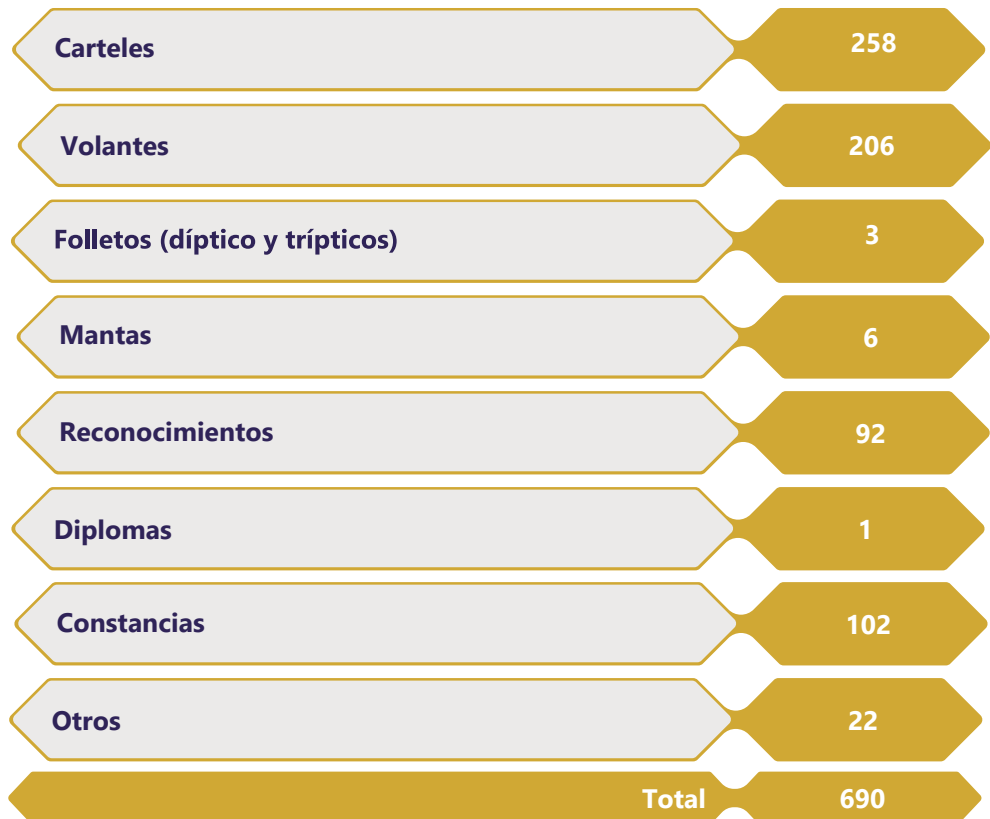 Carteles 258
Volantes 206
Folletos (díptico y trípticos) 3
Mantas 6
Reconocimientos 92
Diplomas 1
Constancias 102
Otros 22
Total 690